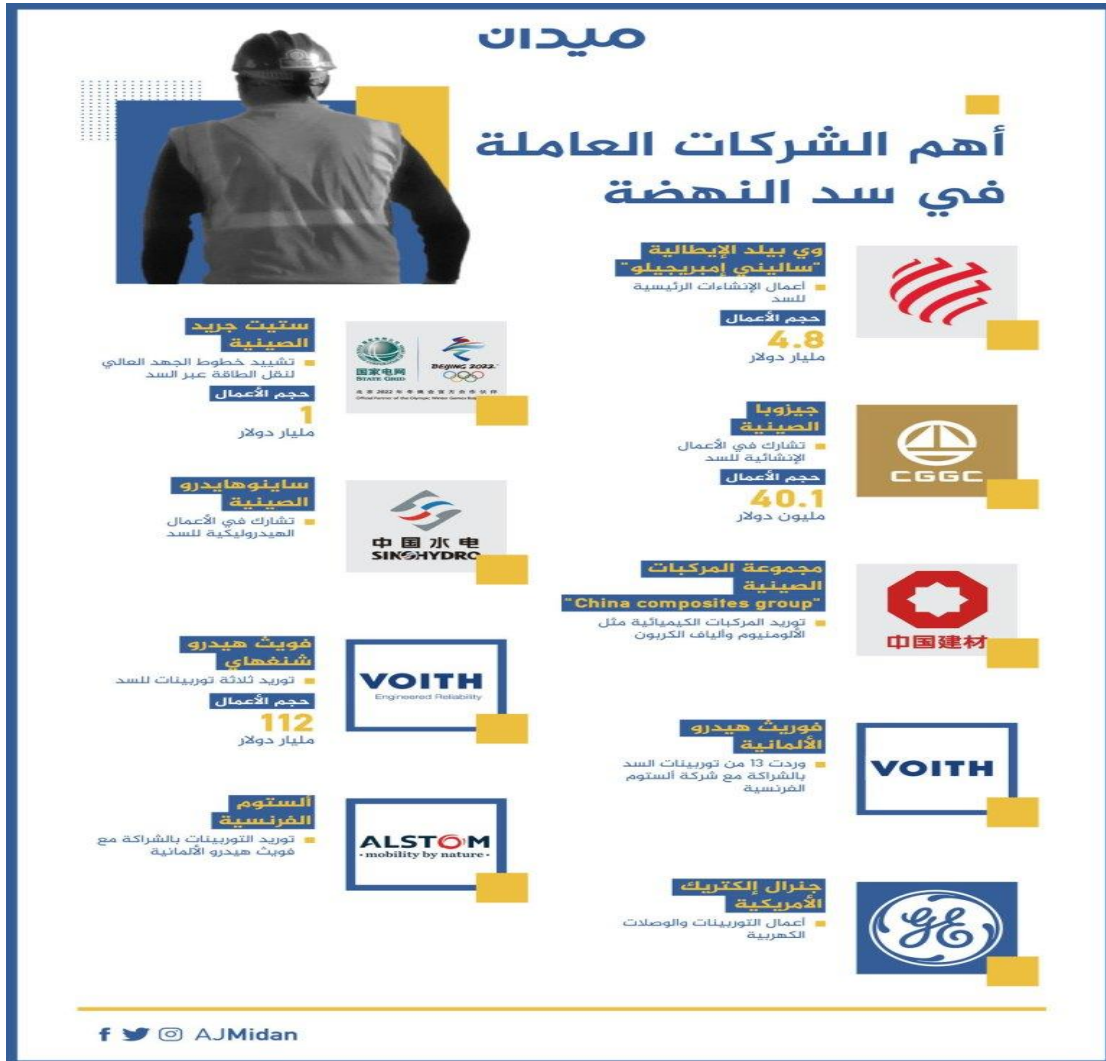 ميدان
أهم الشركات العاملة
في سد النهضة
وي بيلد الإيطالية
"ساليني إمبريجيلو"
أعمال الإنشاءات الرئيسية
للسد
حجم الأعمال
4.8
مليار دولار
جيزوبا
الصينية
تشارك في الأعمال
الإنشائية للسد
حجم الأعمال
40.1
مليون دولار
CGGC
مجموعة المركبات
الصينية
"China composites group"
توريد المركبات الكيميائية مثل
الألومنيوم وألياف الكربون
中国建材
فوريث هيدرو
الألمانية
وردت 13 من توربينات السد
بالشراكة مع شركة ألستوم
الفرنسية
VOITH
جنرال إلكتريك
الأمريكية
أعمال التوربينات والوصلات
الكهربية
GE
ستيت جريد
الصينية
تشييد خطوط الجهد العالي
لنقل الطاقة عبر السد
حجم الأعمال
1
مليار دولار
国家电网
STATE GRID
BEIJING 2022
ساينوهايدرو
الصينية
تشارك في الأعمال
الهيدروليكية للسد
中国水电
SINOHYDRO
فويث هيدرو
شنغهاي
توريد ثلاثة توربينات للسد
حجم الأعمال
112
مليار دولار
VOITH
Engineered Reliability
ألستوم
الفرنسية
توريد التوربينات بالشراكة مع
فويث هيدرو الألمانية
ALSTOM
· mobility by nature ·
AJMidan